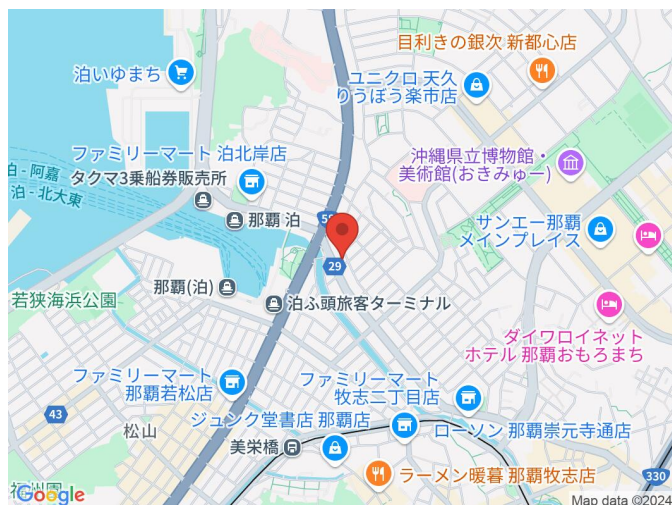 目利きの銀次 新都心店
泊いゆまち
ユニクロ 天久
りうぼう楽市店
沖縄県立博物館・
美術館(おきみゅー)
ファミリーマート 泊北岸店
泊 - 阿嘉
タクマ3乗船券販売所
泊 - 北大東
那覇 泊
58
サンエー那覇
メインプレイス
29
那覇(泊)
若狭海浜公園
泊ふ頭旅客ターミナル
ダイワロイネット
ホテル 那覇おもろまち
ファミリーマート
那覇若松店
ファミリーマート
牧志二丁目店
43
松山
ジュンク堂書店 那覇店
ローソン 那覇崇元寺通店
美栄橋
ラーメン暖暮 那覇牧志店
330
福州園
Google
Map data ©2024